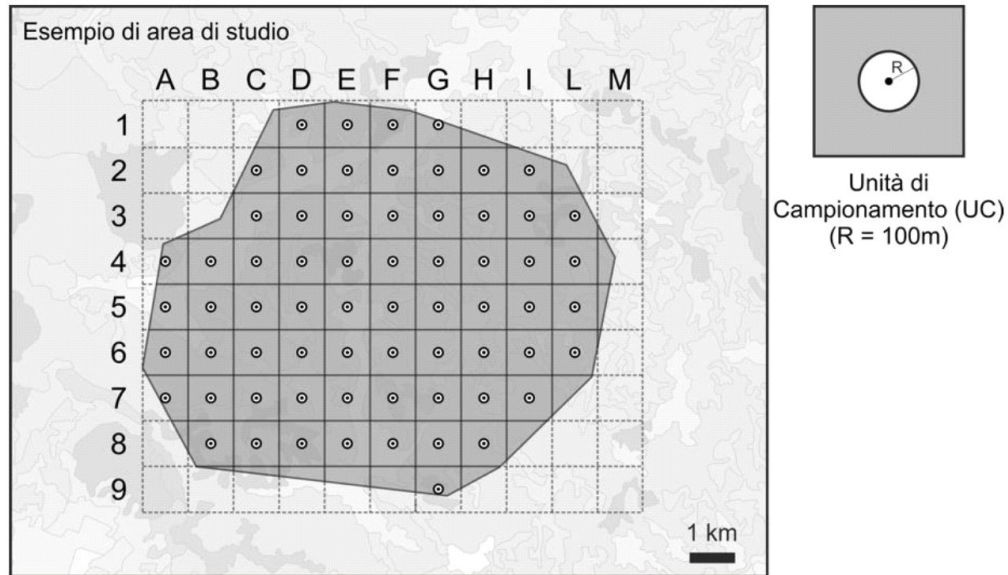 Esempio di area di studio
A B C D E F G H I L M
1
2
3
4
5
6
7
8
9
1 km
R
Unità di
Campionamento (UC)
(R = 100m)